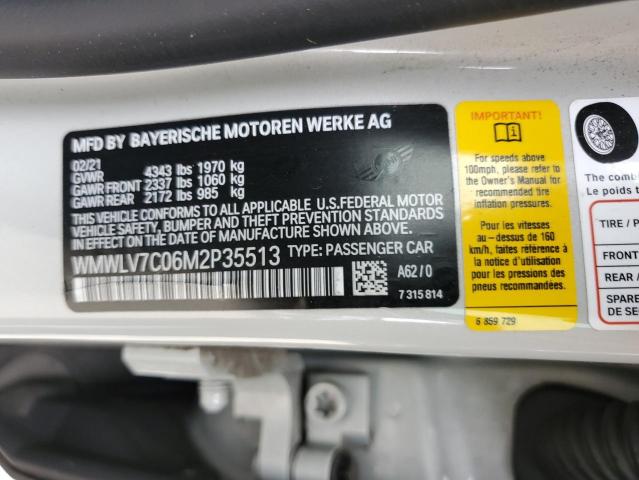 MFD BY BAYERISCHE MOTOREN WERKE AG
02/21
GVWR 4343 lbs 1970 kg
GAWR FRONT 2337 lbs 1060 kg
GAWR REAR 2172 lbs 985 kg
THIS VEHICLE CONFORMS TO ALL APPLICABLE U.S.FEDERAL MOTOR
VEHICLE SAFETY, BUMPER AND THEFT PREVENTION STANDARDS
IN EFFECT ON THE DATE OF MANUFACTURE SHOWN ABOVE.
WMWLV7C06M2P35513 TYPE: PASSENGER CAR
A62/0
7 315 814
IMPORTANT!
For speeds above
100mph, please refer to
the Owner's Manual for
recommended tire
inflation pressures.
Pour les vitesses
au - dessus de 160
km/h, faites référence
à la notice d'utilisation
pour les pressions des
pneus recommandées.
6 859 729
The comb
Le poids t
TIRE / P
FRONT
REAR /
SPARE
DE SE